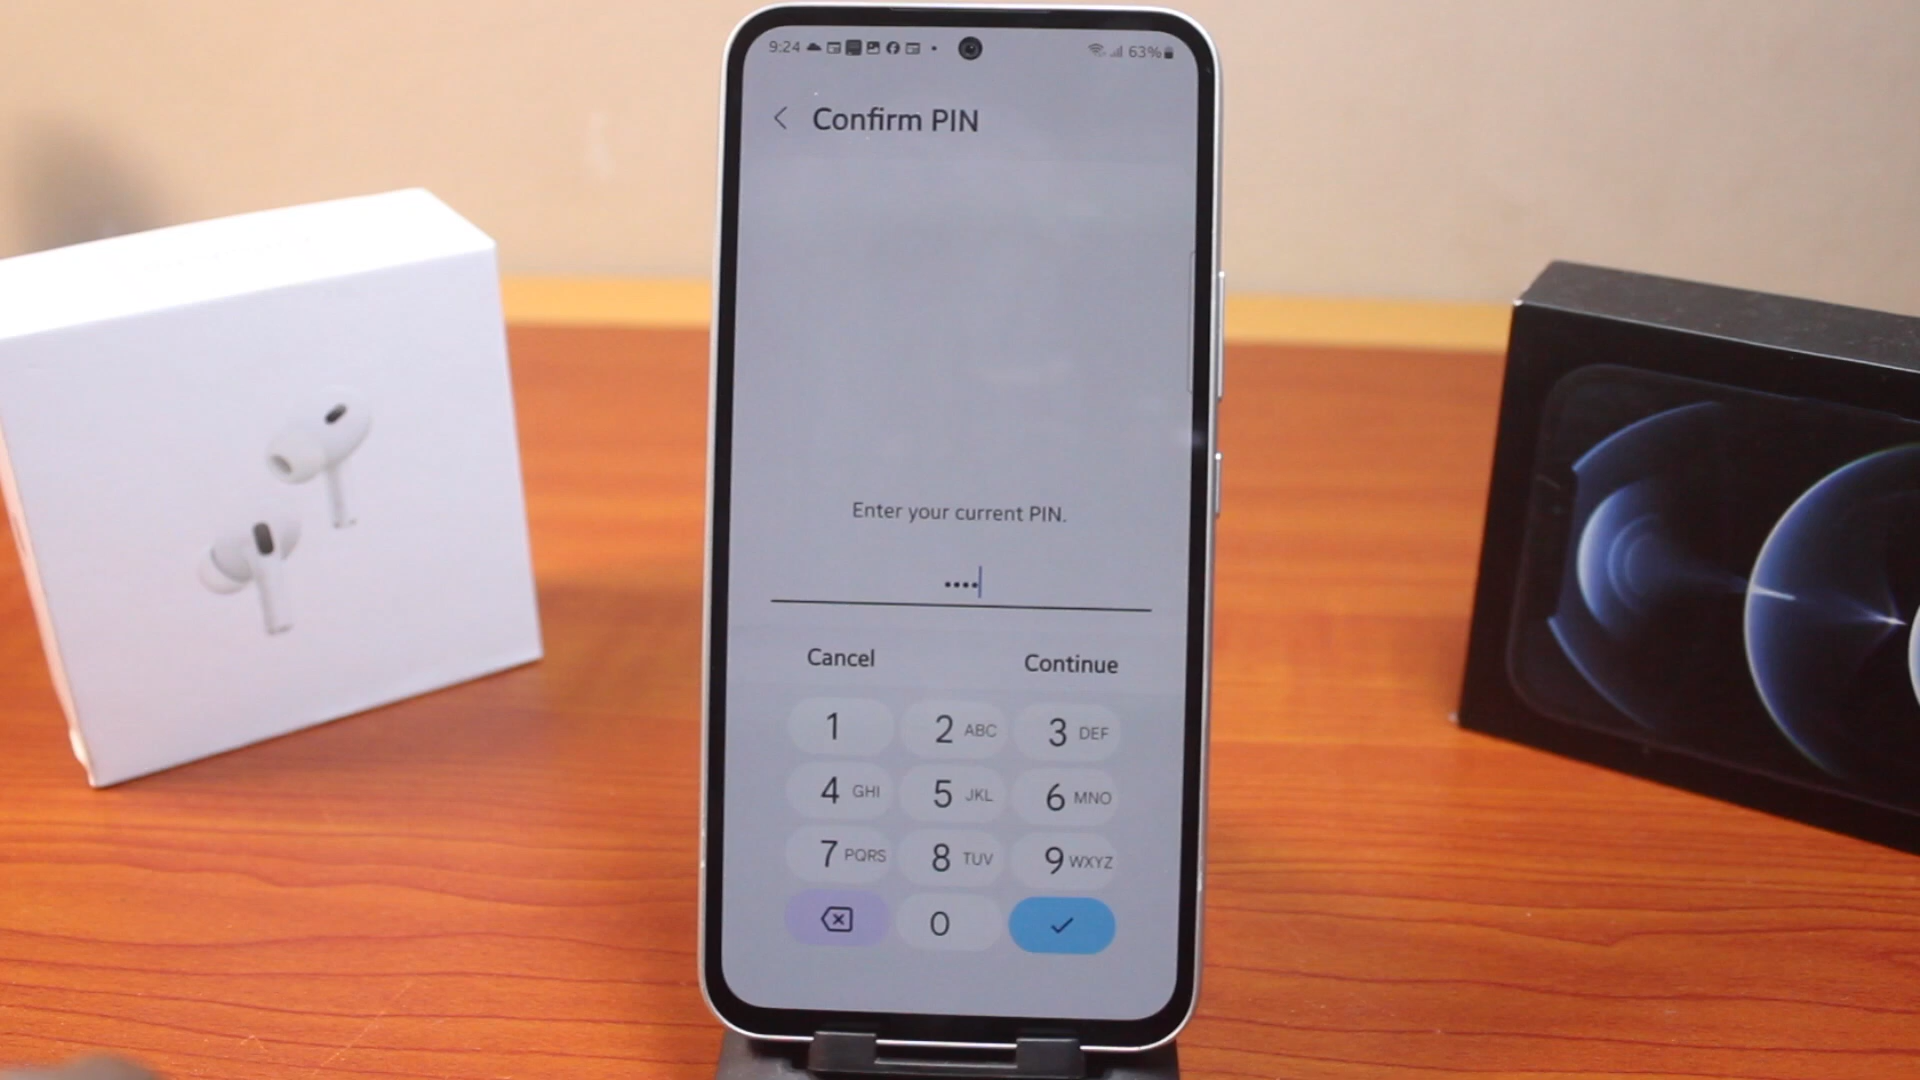 9:24 63%
Confirm PIN
Enter your current PIN.
••••
Cancel Continue
1 2 ABC 3 DEF
4 GHI 5 JKL 6 MNO
7 PQRS 8 TUV 9 WXYZ
0